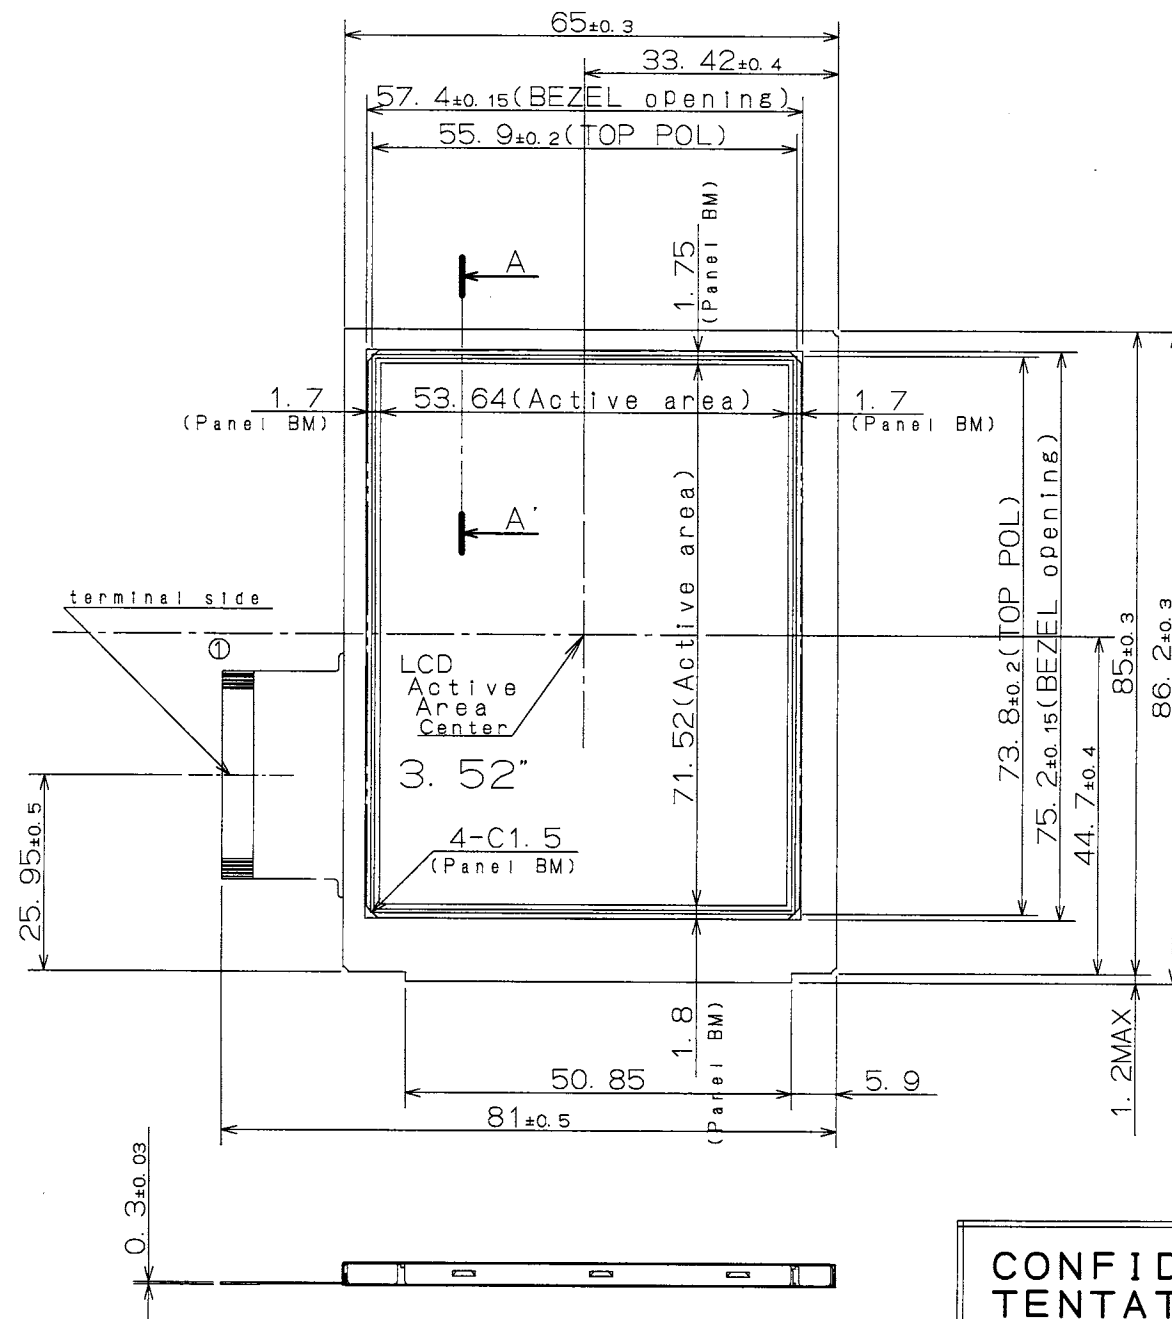 65±0.3
33.42±0.4
57.4±0.15(BEZEL opening)
55.9±0.2(TOP POL)
A
1.75
(Panel BM)
1.7
(Panel BM)
53.64(Active area)
1.7
(Panel BM)
A'
71.52(Active area)
73.8±0.2(TOP POL)
75.2±0.15(BEZEL opening)
44.7±0.4
85±0.3
86.2±0.3
terminal side
①
LCD
Active
Area
Center
3.52"
4-C1.5
(Panel BM)
25.95±0.5
1.8
(Panel BM)
50.85
5.9
1.2MAX
81±0.5
0.3±0.03
CONFID
TENTAT